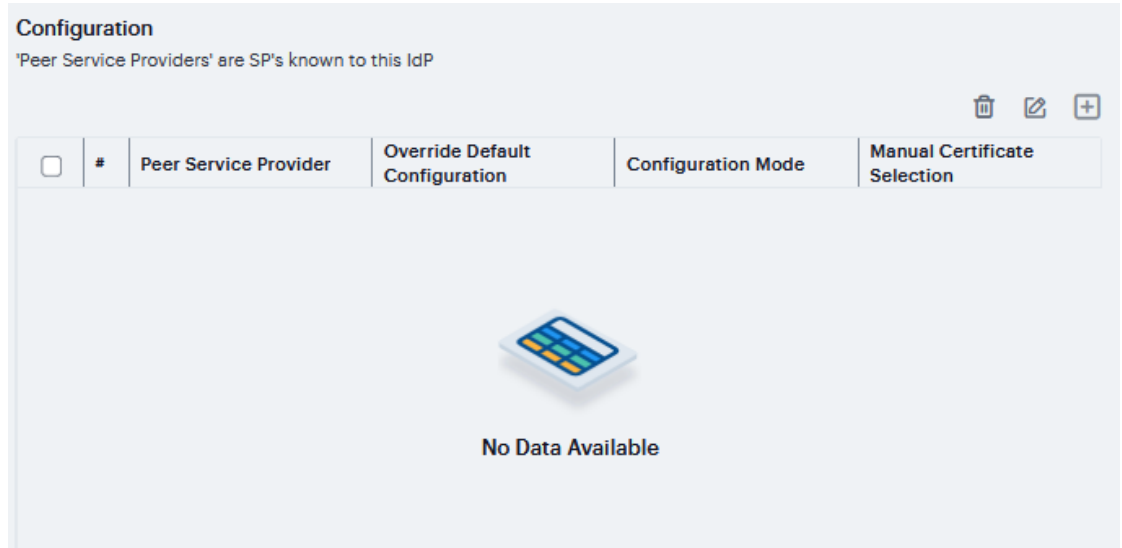 Configuration
'Peer Service Providers' are SP's known to this IdP
#
Peer Service Provider
Override Default
Configuration
Configuration Mode
Manual Certificate
Selection
No Data Available